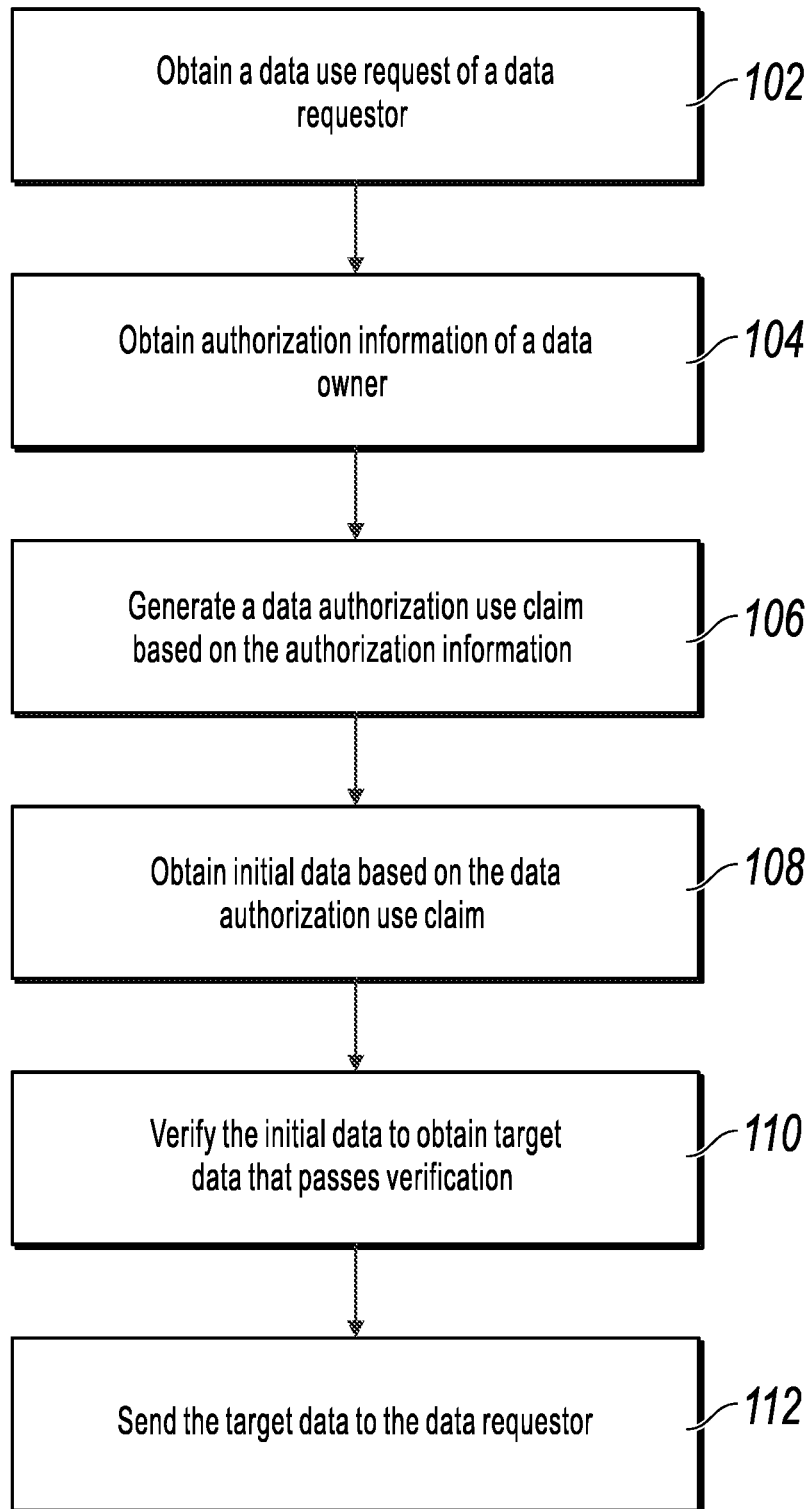 Obtain a data use request of a data
requestor
102
Obtain authorization information of a data
owner
104
Generate a data authorization use claim
based on the authorization information
106
Obtain initial data based on the data
authorization use claim
108
Verify the initial data to obtain target
data that passes verification
110
Send the target data to the data requestor
112